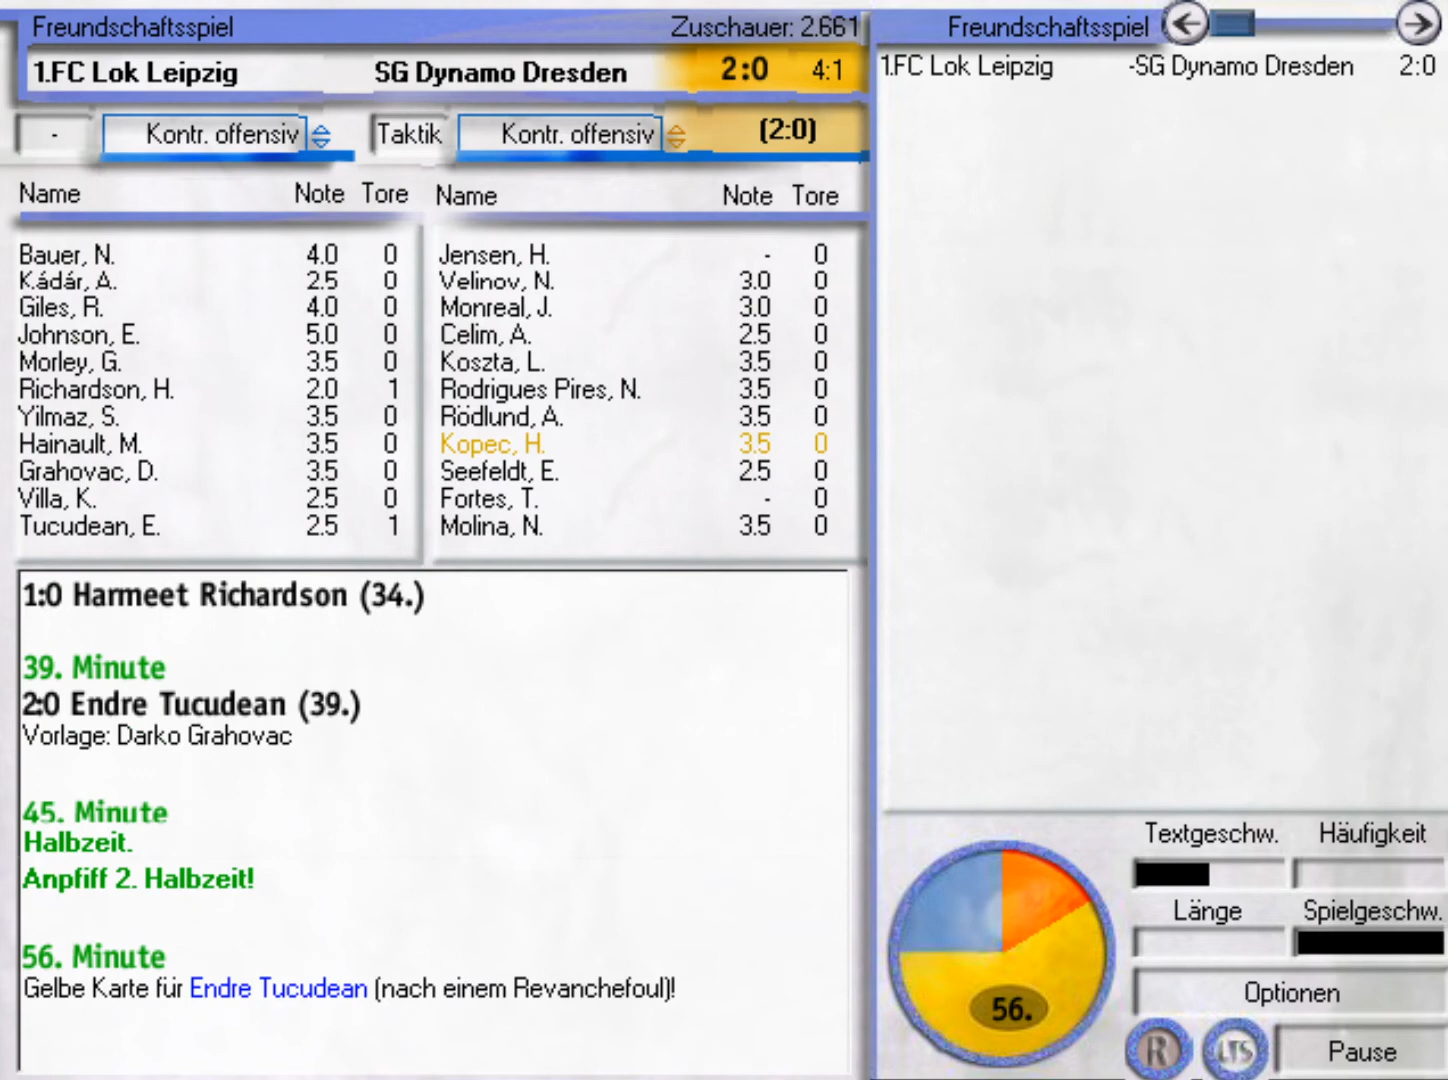 Freundschaftsspiel Zuschauer: 2.661
1.FC Lok Leipzig SG Dynamo Dresden 2:0 4:1
- Kontr. offensiv Taktik Kontr. offensiv (2:0)
Name Note Tore
Bauer, N. 4.0 0
Kádár, A. 2.5 0
Giles, R. 4.0 0
Johnson, E. 5.0 0
Morley, G. 3.5 0
Richardson, H. 2.0 1
Yilmaz, S. 3.5 0
Hainault, M. 3.5 0
Grahovac, D. 3.5 0
Villa, K. 2.5 0
Tucudean, E. 2.5 1
Name Note Tore
Jensen, H. - 0
Velinov, N. 3.0 0
Monreal, J. 3.0 0
Celim, A. 2.5 0
Koszta, L. 3.5 0
Rodrigues Pires, N. 3.5 0
Rödlund, A. 3.5 0
Kopec, H. 3.5 0
Seefeldt, E. 2.5 0
Fortes, T. - 0
Molina, N. 3.5 0
1:0 Harmeet Richardson (34.)
39. Minute
2:0 Endre Tucudean (39.)
Vorlage: Darko Grahovac
45. Minute
Halbzeit.
Anpfiff 2. Halbzeit!
56. Minute
Gelbe Karte für Endre Tucudean (nach einem Revanchefoul)!
Freundschaftsspiel
1.FC Lok Leipzig -SG Dynamo Dresden 2:0
Textgeschw. Häufigkeit
Länge Spielgeschw.
56.
Optionen
R LTS Pause